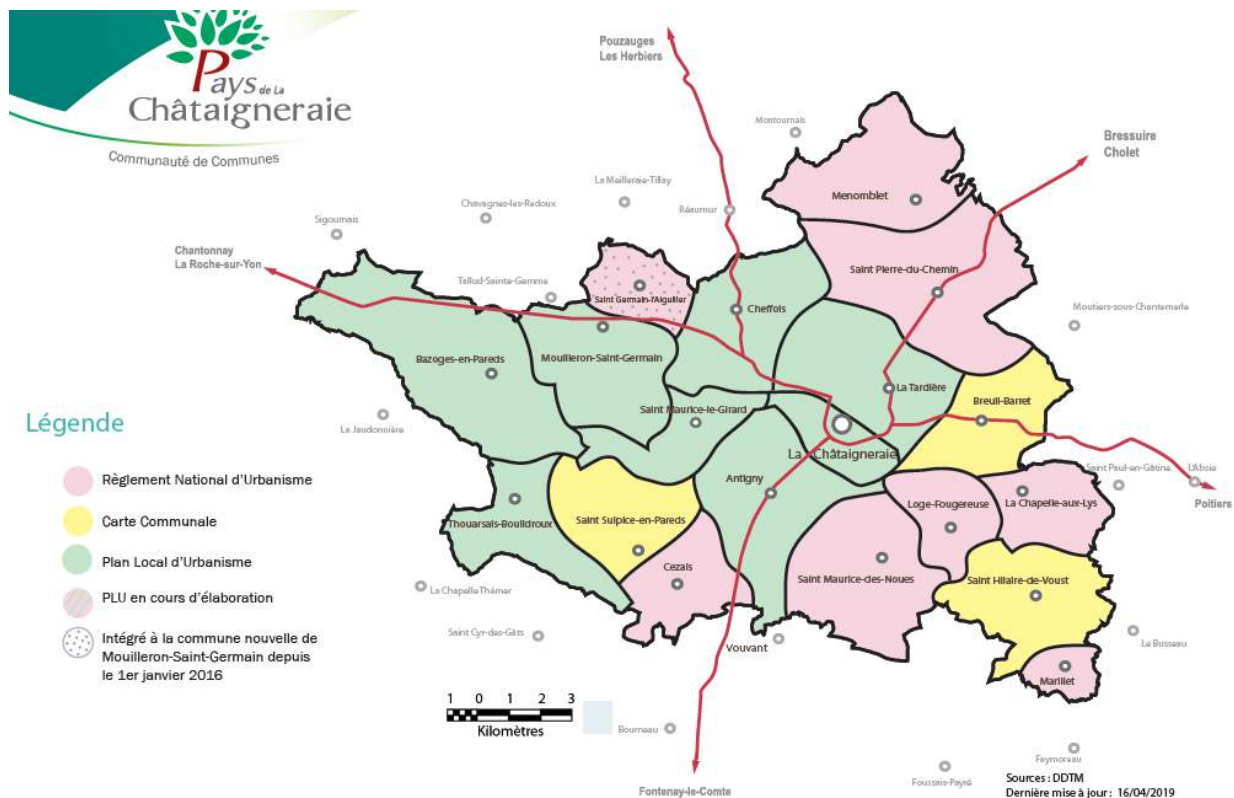 Pays de La
Châtaigneraie
Communauté de Communes
Pouzauges
Les Herbiers
Montournais
Bressuire
Cholet
La Meilleraie-Tillay
Menomblet
Chavagnes-les-Redoux
Réaumur
Sigournais
Chantonnay
La Roche-sur-Yon
Saint Pierre-du-Chemin
Tallud-Sainte-Gemme
Saint Germain-l'Aiguiller
Cheffois
Moutiers-sous-Chantemerle
Bazoges-en-Pareds
Mouilleron-Saint-Germain
La Tardière
Breuil-Barret
Saint Maurice-le-Girard
La Jaudonnière
La Châtaigneraie
Saint Paul-en-Gâtine
L'Absie
Poitiers
Antigny
Loge-Fougereuse
La Chapelle-aux-Lys
Thouarsais-Bouildroux
Saint Sulpice-en-Pareds
Cezais
Saint Maurice-des-Noues
Saint Hilaire-de-Voust
La Chapelle Thémer
Saint Cyr-des-Gâts
Vouvant
Le Busseau
Marillet
Légende
Règlement National d'Urbanisme
Carte Communale
Plan Local d'Urbanisme
PLU en cours d'élaboration
Intégré à la commune nouvelle de
Mouilleron-Saint-Germain depuis
le 1er janvier 2016
1 0 1 2 3
Kilomètres
Bourneau
Faymoreau
Foussais-Payré
Fontenay-le-Comte
Sources : DDTM
Dernière mise à jour : 16/04/2019